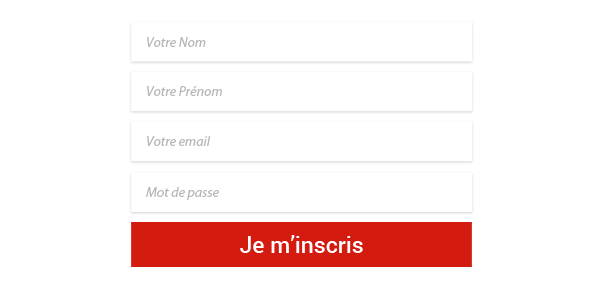 Votre Nom
Votre Prénom
Votre email
Mot de passe
Je m’inscris